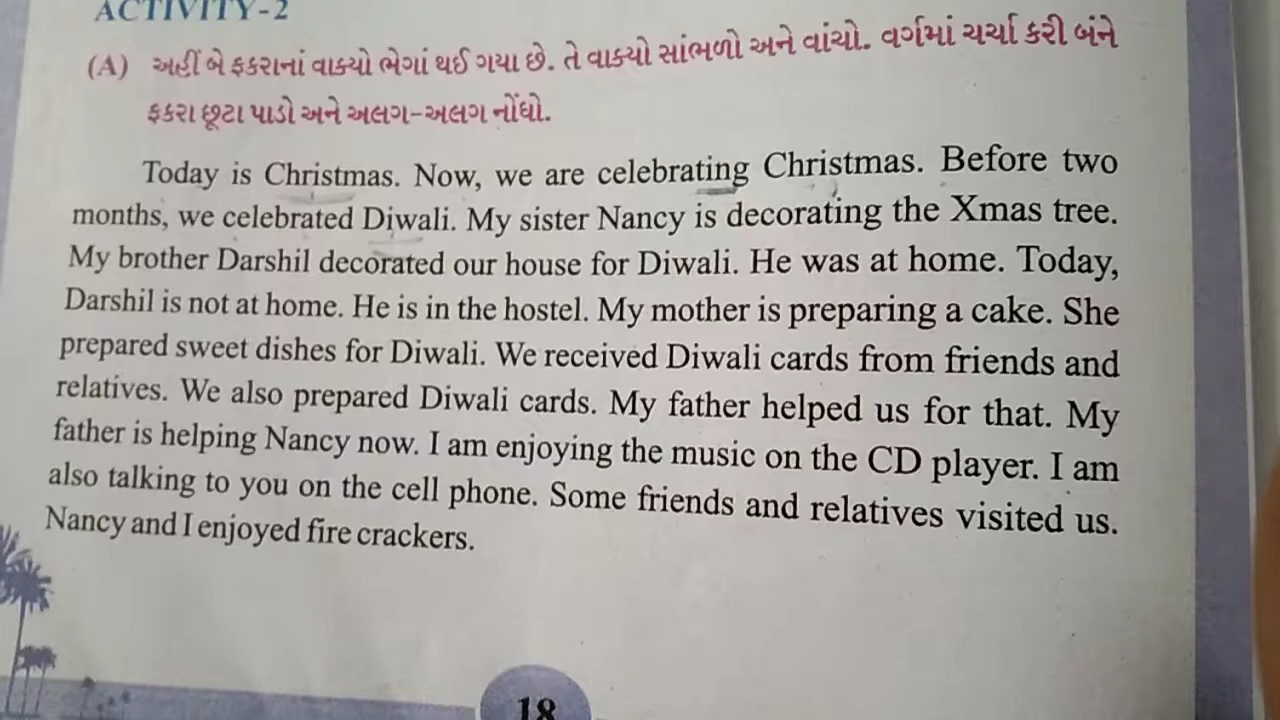 ACTIVITY-2
(A) અહીં બે ફકરાનાં વાક્યો ભેગાં થઈ ગયા છે. તે વાક્યો સાંભળો અને વાંચો. વર્ગમાં ચર્ચા કરી બંને
ફકરા છૂટા પાડો અને અલગ-અલગ નોંધો.
Today is Christmas. Now, we are celebrating Christmas. Before two
months, we celebrated Diwali. My sister Nancy is decorating the Xmas tree.
My brother Darshil decorated our house for Diwali. He was at home. Today,
Darshil is not at home. He is in the hostel. My mother is preparing a cake. She
prepared sweet dishes for Diwali. We received Diwali cards from friends and
relatives. We also prepared Diwali cards. My father helped us for that. My
father is helping Nancy now. I am enjoying the music on the CD player. I am
also talking to you on the cell phone. Some friends and relatives visited us.
Nancy and I enjoyed fire crackers.
18